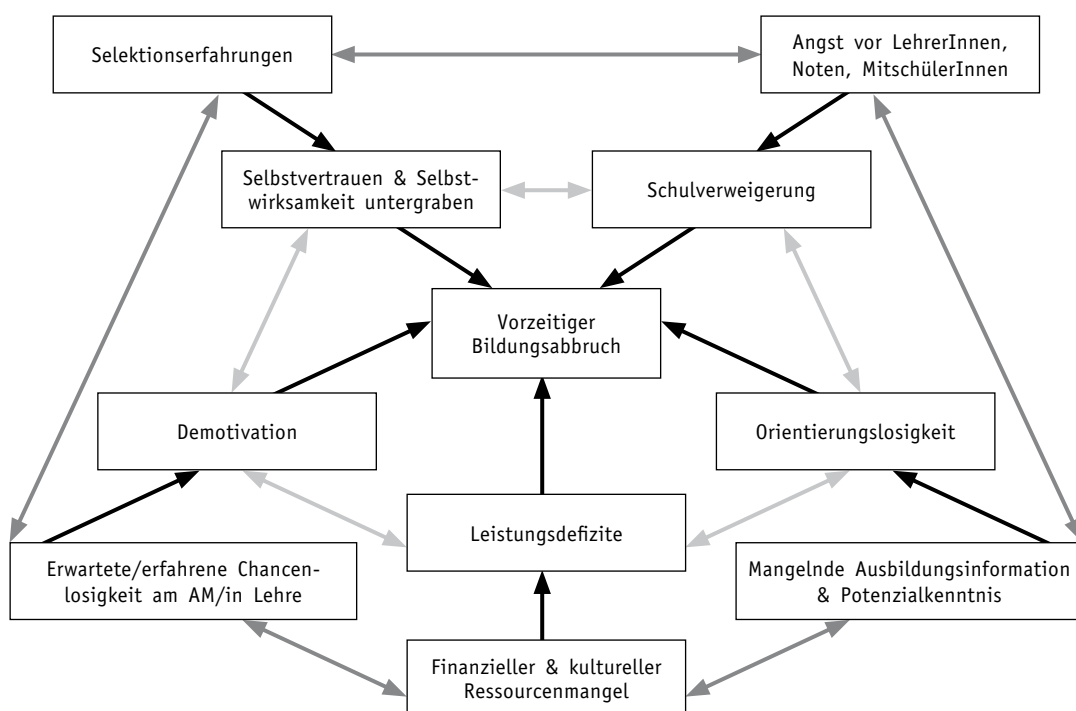 Selektionserfahrungen
Angst vor LehrerInnen,
Noten, MitschülerInnen
Selbstvertrauen & Selbst-
wirksamkeit untergraben
Schulverweigerung
Vorzeitiger
Bildungsabbruch
Demotivation
Orientierungslosigkeit
Leistungsdefizite
Erwartete/erfahrene Chancen-
losigkeit am AM/in Lehre
Mangelnde Ausbildungsinformation
& Potenzialkenntnis
Finanzieller & kultureller
Ressourcenmangel